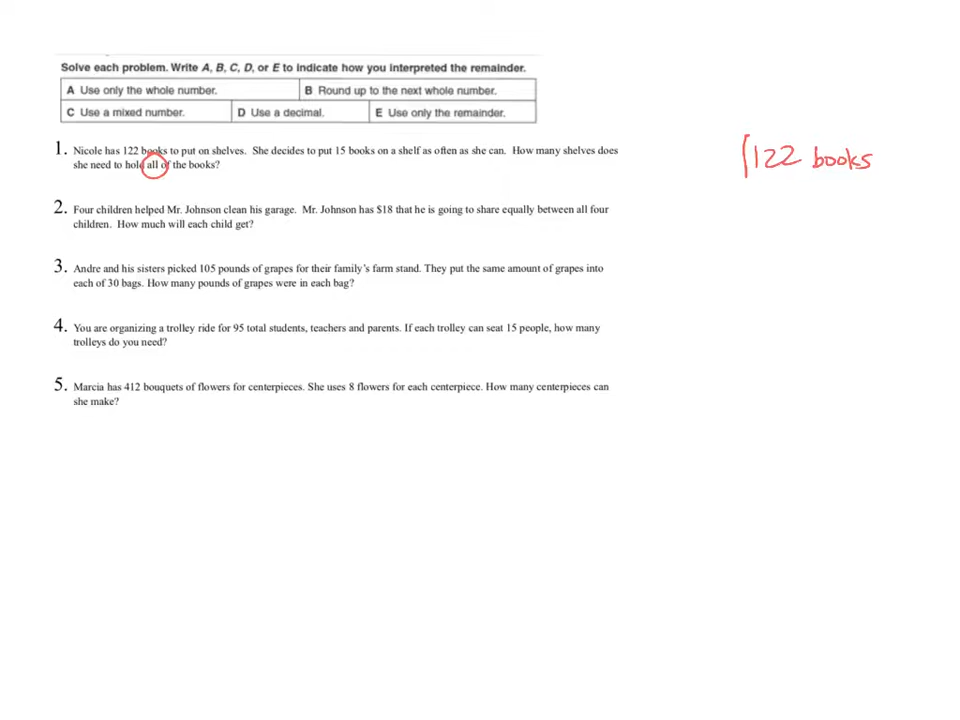 Solve each problem. Write A, B, C, D, or E to indicate how you interpreted the remainder.
A Use only the whole number. B Round up to the next whole number.
C Use a mixed number. D Use a decimal. E Use only the remainder.
1. Nicole has 122 books to put on shelves. She decides to put 15 books on a shelf as often as she can. How many shelves does
she need to hold all of the books?
122 books
2. Four children helped Mr. Johnson clean his garage. Mr. Johnson has $18 that he is going to share equally between all four
children. How much will each child get?
3. Andre and his sisters picked 105 pounds of grapes for their family's farm stand. They put the same amount of grapes into
each of 30 bags. How many pounds of grapes were in each bag?
4. You are organizing a trolley ride for 95 total students, teachers and parents. If each trolley can seat 15 people, how many
trolleys do you need?
5. Marcia has 412 bouquets of flowers for centerpieces. She uses 8 flowers for each centerpiece. How many centerpieces can
she make?